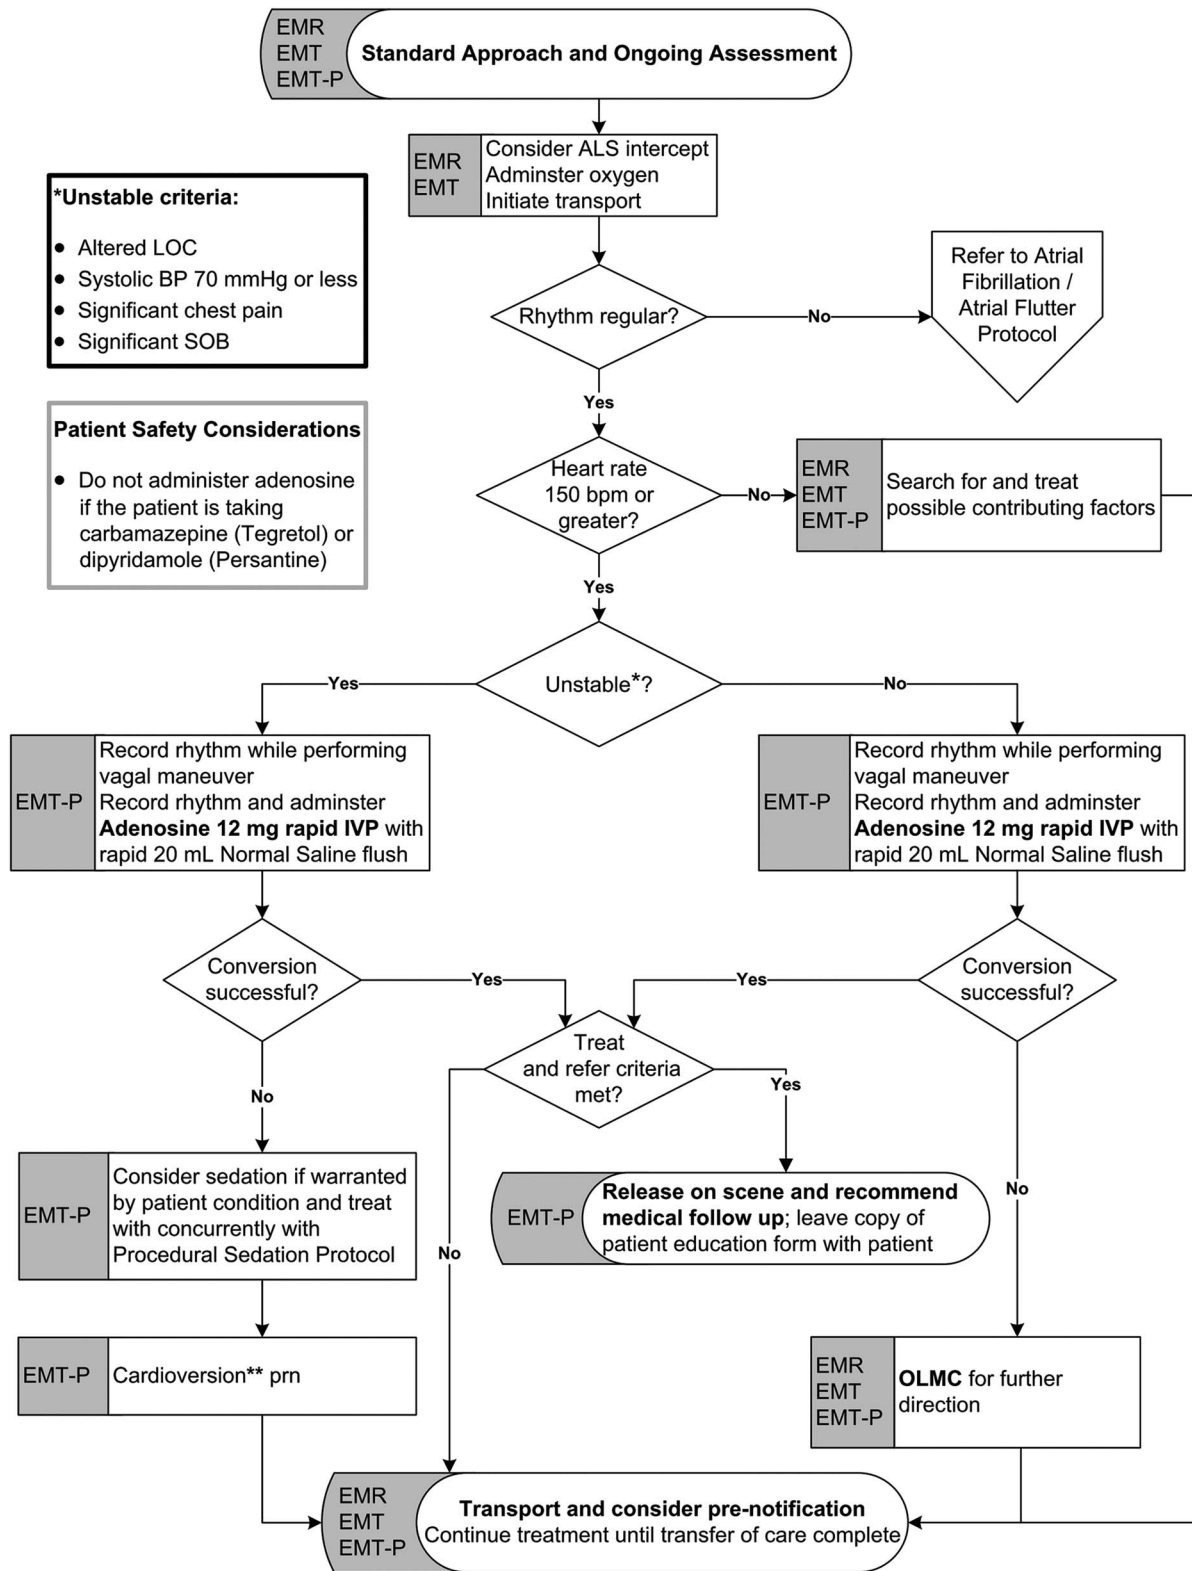 EMR
EMT
EMT-P
Standard Approach and Ongoing Assessment
EMR
EMT
Consider ALS intercept
Adminster oxygen
Initiate transport
*Unstable criteria:
● Altered LOC
● Systolic BP 70 mmHg or less
● Significant chest pain
● Significant SOB
Rhythm regular?
No
Refer to Atrial
Fibrillation /
Atrial Flutter
Protocol
Yes
Patient Safety Considerations
● Do not administer adenosine
if the patient is taking
carbamazepine (Tegretol) or
dipyridamole (Persantine)
Heart rate
150 bpm or
greater?
No
EMR
EMT
EMT-P
Search for and treat
possible contributing factors
Yes
Unstable*?
Yes
No
EMT-P
Record rhythm while performing
vagal maneuver
Record rhythm and adminster
Adenosine 12 mg rapid IVP with
rapid 20 mL Normal Saline flush
EMT-P
Record rhythm while performing
vagal maneuver
Record rhythm and adminster
Adenosine 12 mg rapid IVP with
rapid 20 mL Normal Saline flush
Conversion
successful?
Yes
Yes
Conversion
successful?
Treat
and refer criteria
met?
Yes
No
EMT-P
Consider sedation if warranted
by patient condition and treat
with concurrently with
Procedural Sedation Protocol
EMT-P
Release on scene and recommend
medical follow up; leave copy of
patient education form with patient
No
No
EMT-P
Cardioversion** prn
EMR
EMT
EMT-P
OLMC for further
direction
EMR
EMT
EMT-P
Transport and consider pre-notification
Continue treatment until transfer of care complete